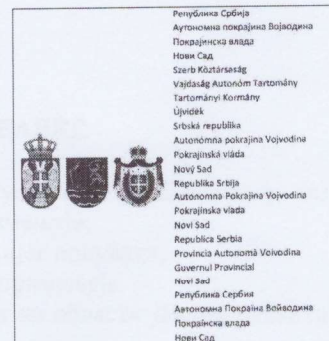 Република Србија
Аутономна покрајина Војводина
Покрајинска влада
Нови Сад
Szerb Köztársaság
Vajdaság Autonóm Tartomány
Tartományi Kormány
Újvidék
Srbská republika
Autonómna pokrajina Vojvodina
Pokrajinská vláda
Nový Sad
Republika Srbija
Autonomna Pokrajina Vojvodina
Pokrajinska vlada
Novi Sad
Republica Serbia
Provincia Autonomă Voivodina
Guvernul Provincial
Novi Sad
Република Сербия
Автономна Покраїна Войводина
Покраїнска влада
Нови Сад